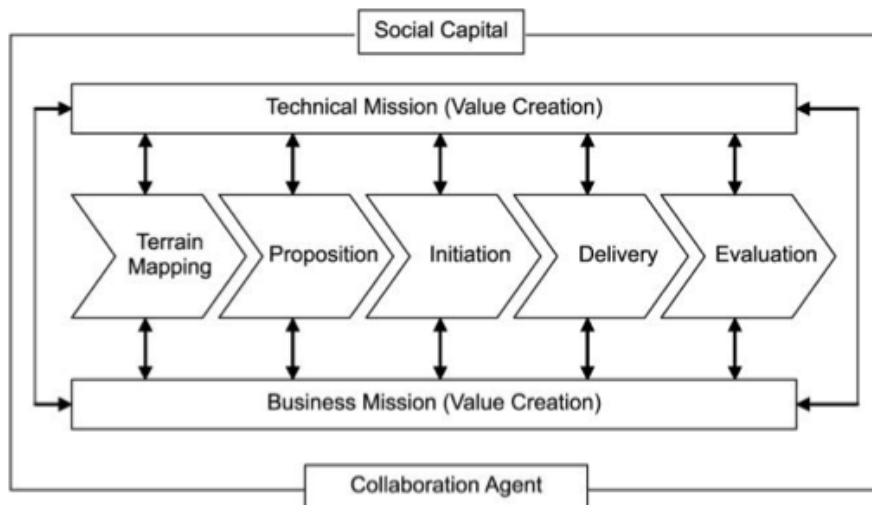 Social Capital
Technical Mission (Value Creation)
Terrain
Mapping
Proposition
Initiation
Delivery
Evaluation
Business Mission (Value Creation)
Collaboration Agent